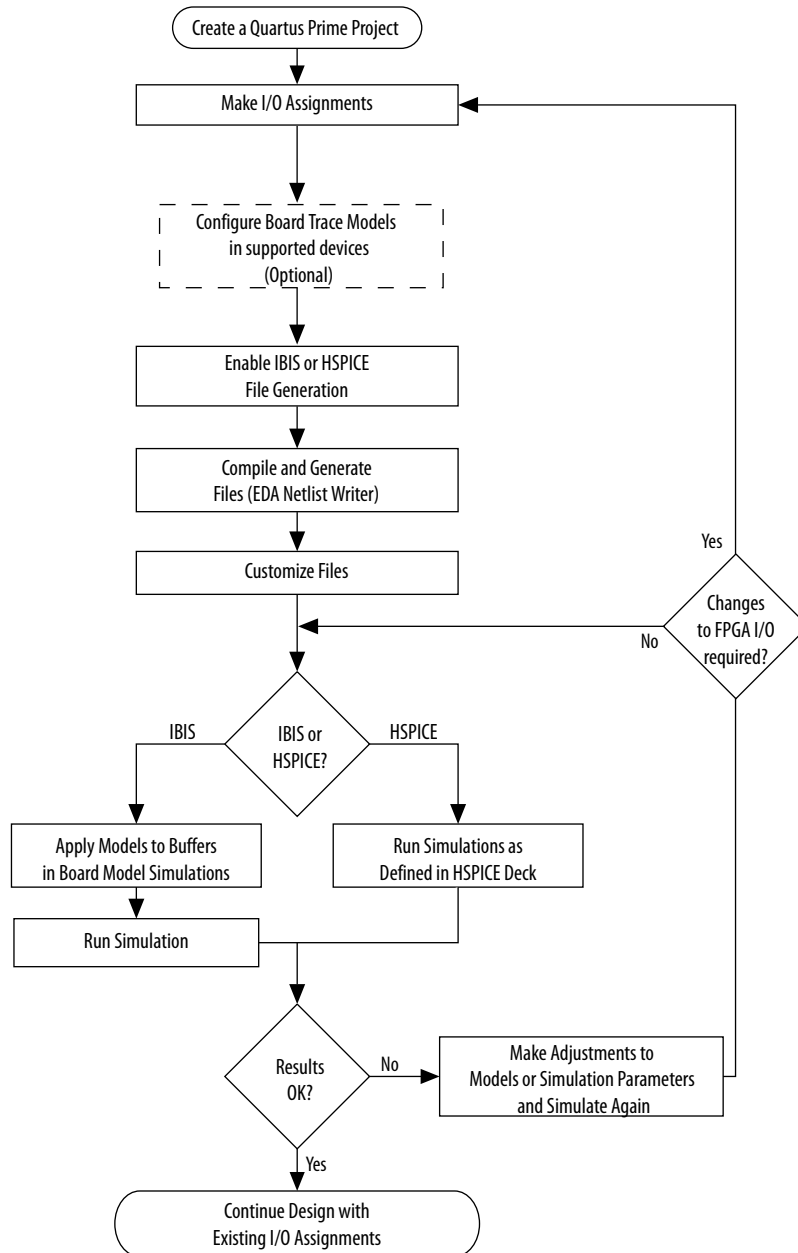 Create a Quartus Prime Project
Make I/O Assignments
Configure Board Trace Models
in supported devices
(Optional)
Enable IBIS or HSPICE
File Generation
Compile and Generate
Files (EDA Netlist Writer)
Yes
Customize Files
Changes
to FPGA I/O
required?
No
IBIS
IBIS or
HSPICE?
HSPICE
Apply Models to Buffers
in Board Model Simulations
Run Simulations as
Defined in HSPICE Deck
Run Simulation
Results
OK?
No
Make Adjustments to
Models or Simulation Parameters
and Simulate Again
Yes
Continue Design with
Existing I/O Assignments